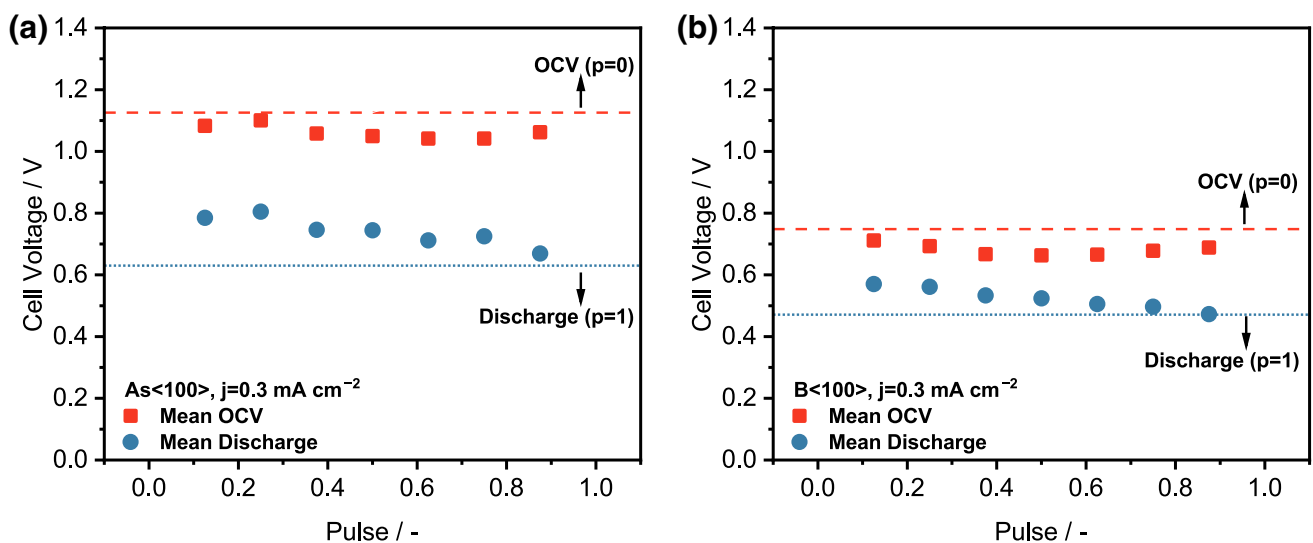 (a)
1.4
1.2
1.0
0.8
0.6
0.4
0.2
0.0
Cell Voltage / V
OCV (p=0)
Discharge (p=1)
As<100>, j=0.3 mA cm⁻²
Mean OCV
Mean Discharge
0.0 0.2 0.4 0.6 0.8 1.0
Pulse / -
(b)
1.4
1.2
1.0
0.8
0.6
0.4
0.2
0.0
Cell Voltage / V
OCV (p=0)
Discharge (p=1)
B<100>, j=0.3 mA cm⁻²
Mean OCV
Mean Discharge
0.0 0.2 0.4 0.6 0.8 1.0
Pulse / -